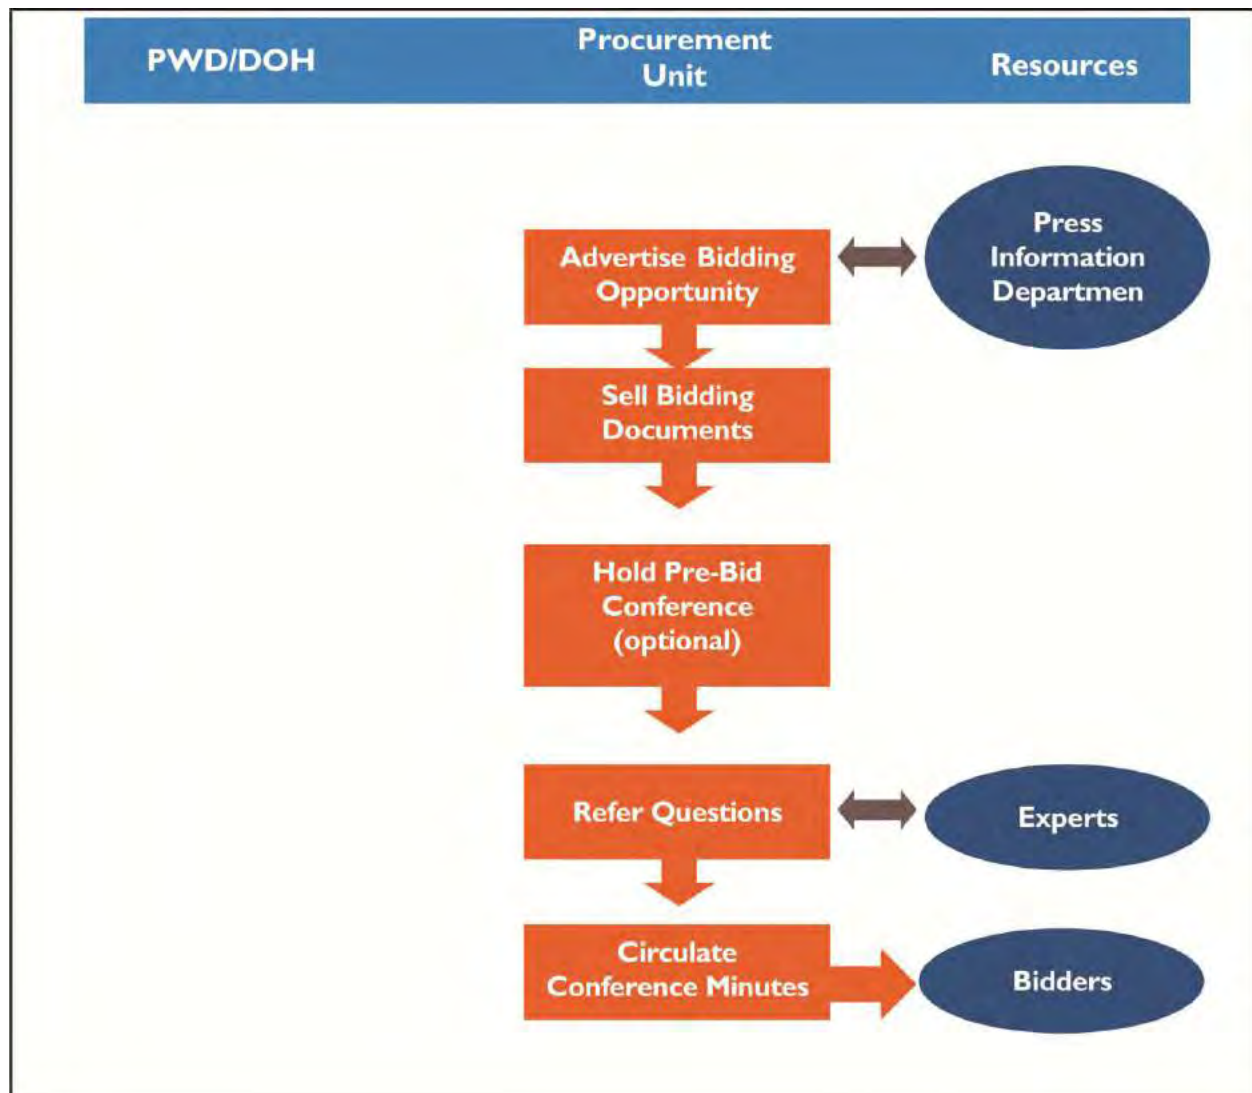 PWD/DOH
Procurement
Unit
Resources
Press
Information
Departmen
Advertise Bidding
Opportunity
Sell Bidding
Documents
Hold Pre-Bid
Conference
(optional)
Refer Questions
Experts
Circulate
Conference Minutes
Bidders